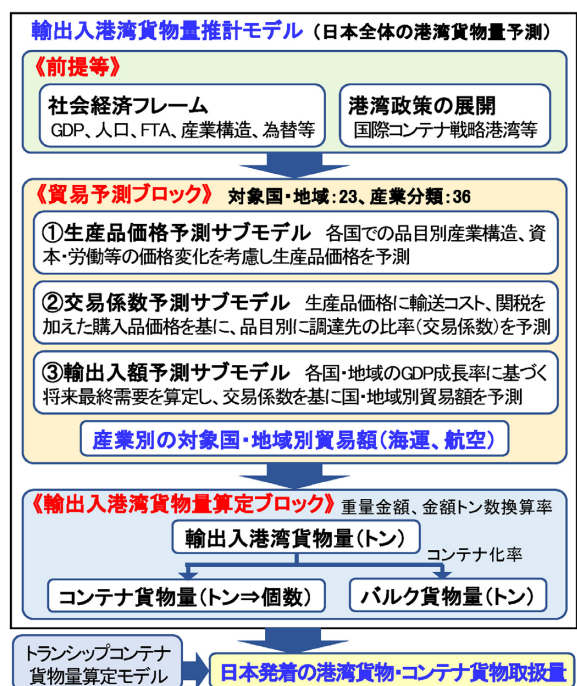 輸出入港湾貨物量推計モデル（日本全体の港湾貨物量予測）
《前提等》
社会経済フレーム
GDP、人口、FTA、産業構造、為替等
港湾政策の展開
国際コンテナ戦略港湾等
《貿易予測ブロック》 対象国・地域：23、産業分類：36
①生産品価格予測サブモデル 各国での品目別産業構造、資
本・労働等の価格変化を考慮し生産品価格を予測
②交易係数予測サブモデル 生産品価格に輸送コスト、関税を
加えた購入品価格を基に、品目別に調達先の比率（交易係数）を予測
③輸出入額予測サブモデル 各国・地域のGDP成長率に基づく
将来最終需要を算定し、交易係数を基に国・地域別貿易額を予測
産業別の対象国・地域別貿易額（海運、航空）
《輸出入港湾貨物量算定ブロック》 重量金額、金額トン数換算率
輸出入港湾貨物量（トン）
コンテナ化率
コンテナ貨物量（トン⇒個数）
バルク貨物量（トン）
トランシップコンテナ
貨物量算定モデル
日本発着の港湾貨物・コンテナ貨物取扱量